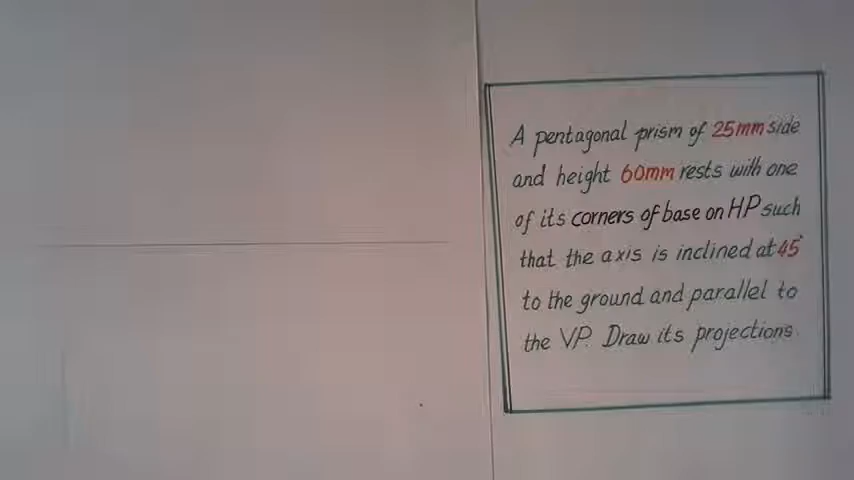 A pentagonal prism of 25mm side
and height 60mm rests with one
of its corners of base on HP such
that the axis is inclined at 45°
to the ground and parallel to
the VP. Draw its projections.